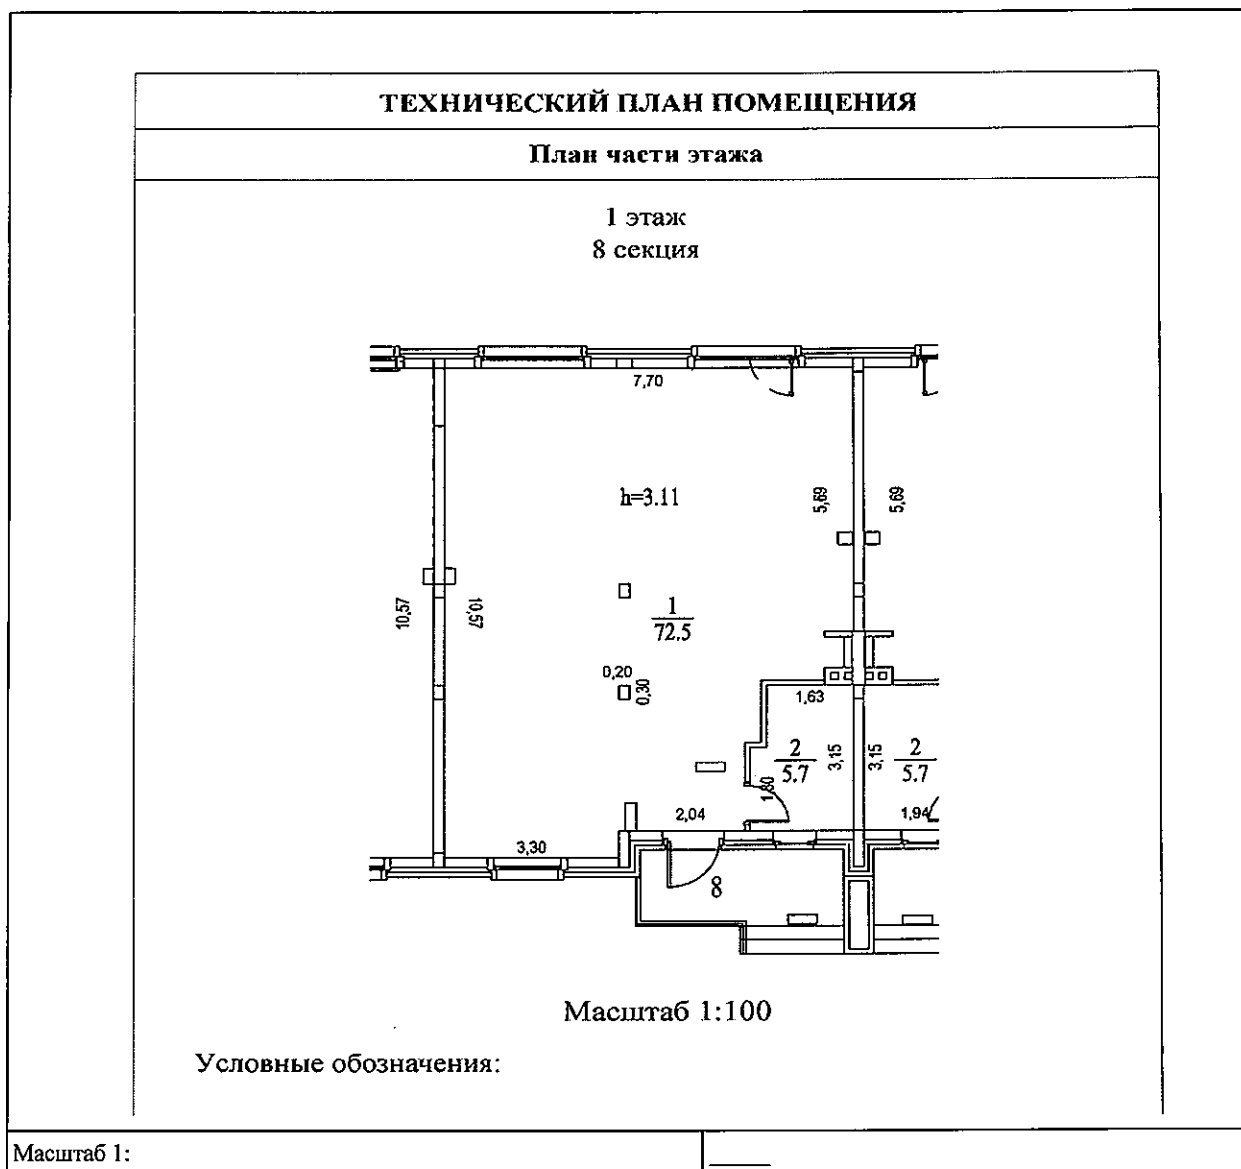 ТЕХНИЧЕСКИЙ ПЛАН ПОМЕЩЕНИЯ
План части этажа
1 этаж
8 секция
7,70
h=3.11
5,69
5,69
10,57
10,57
1
72.5
0,20
0,30
1,63
2
5.7
3,15
3,15
2
5.7
1,80
2,04
1,94
3,30
8
Масштаб 1:100
Условные обозначения:
Масштаб 1: